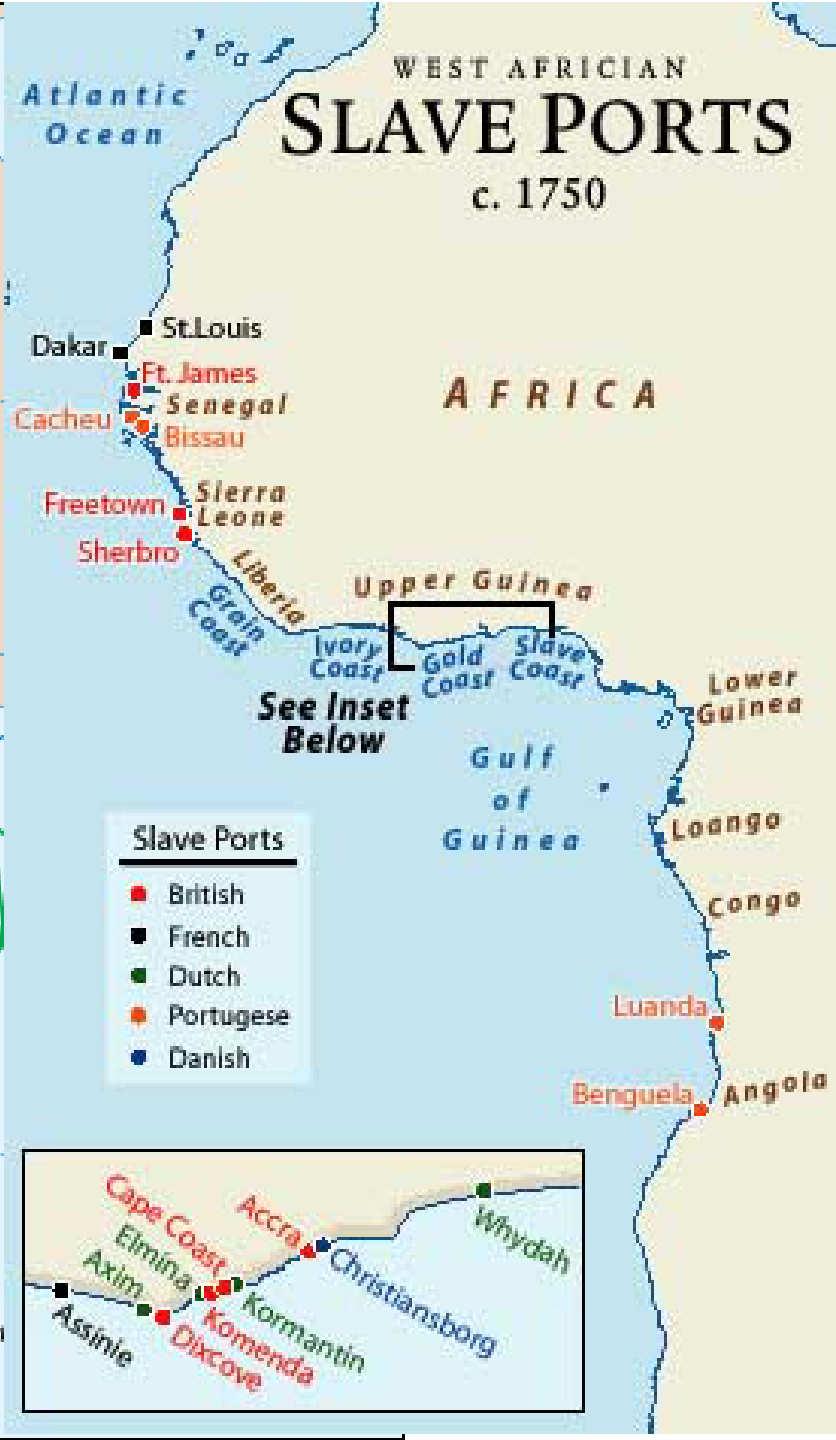 WEST AFRICIAN
SLAVE PORTS
c. 1750
Atlantic
Ocean
St.Louis
Dakar
Ft. James
AFRICA
Senegal
Cacheu
Bissau
Sierra
Leone
Freetown
Sherbro
Liberia
Upper Guinea
Grain
Coast
Ivory
Coast
Gold
Coast
Slave
Coast
Lower
Guinea
See Inset
Below
Gulf
of
Guinea
Loango
Congo
Slave Ports
British
French
Dutch
Portugese
Danish
Luanda
Benguela
Angola
Cape Coast
Accra
Elmina
Axim
Whydah
Christiansborg
Kormantin
Komenda
Dixcove
Assinie